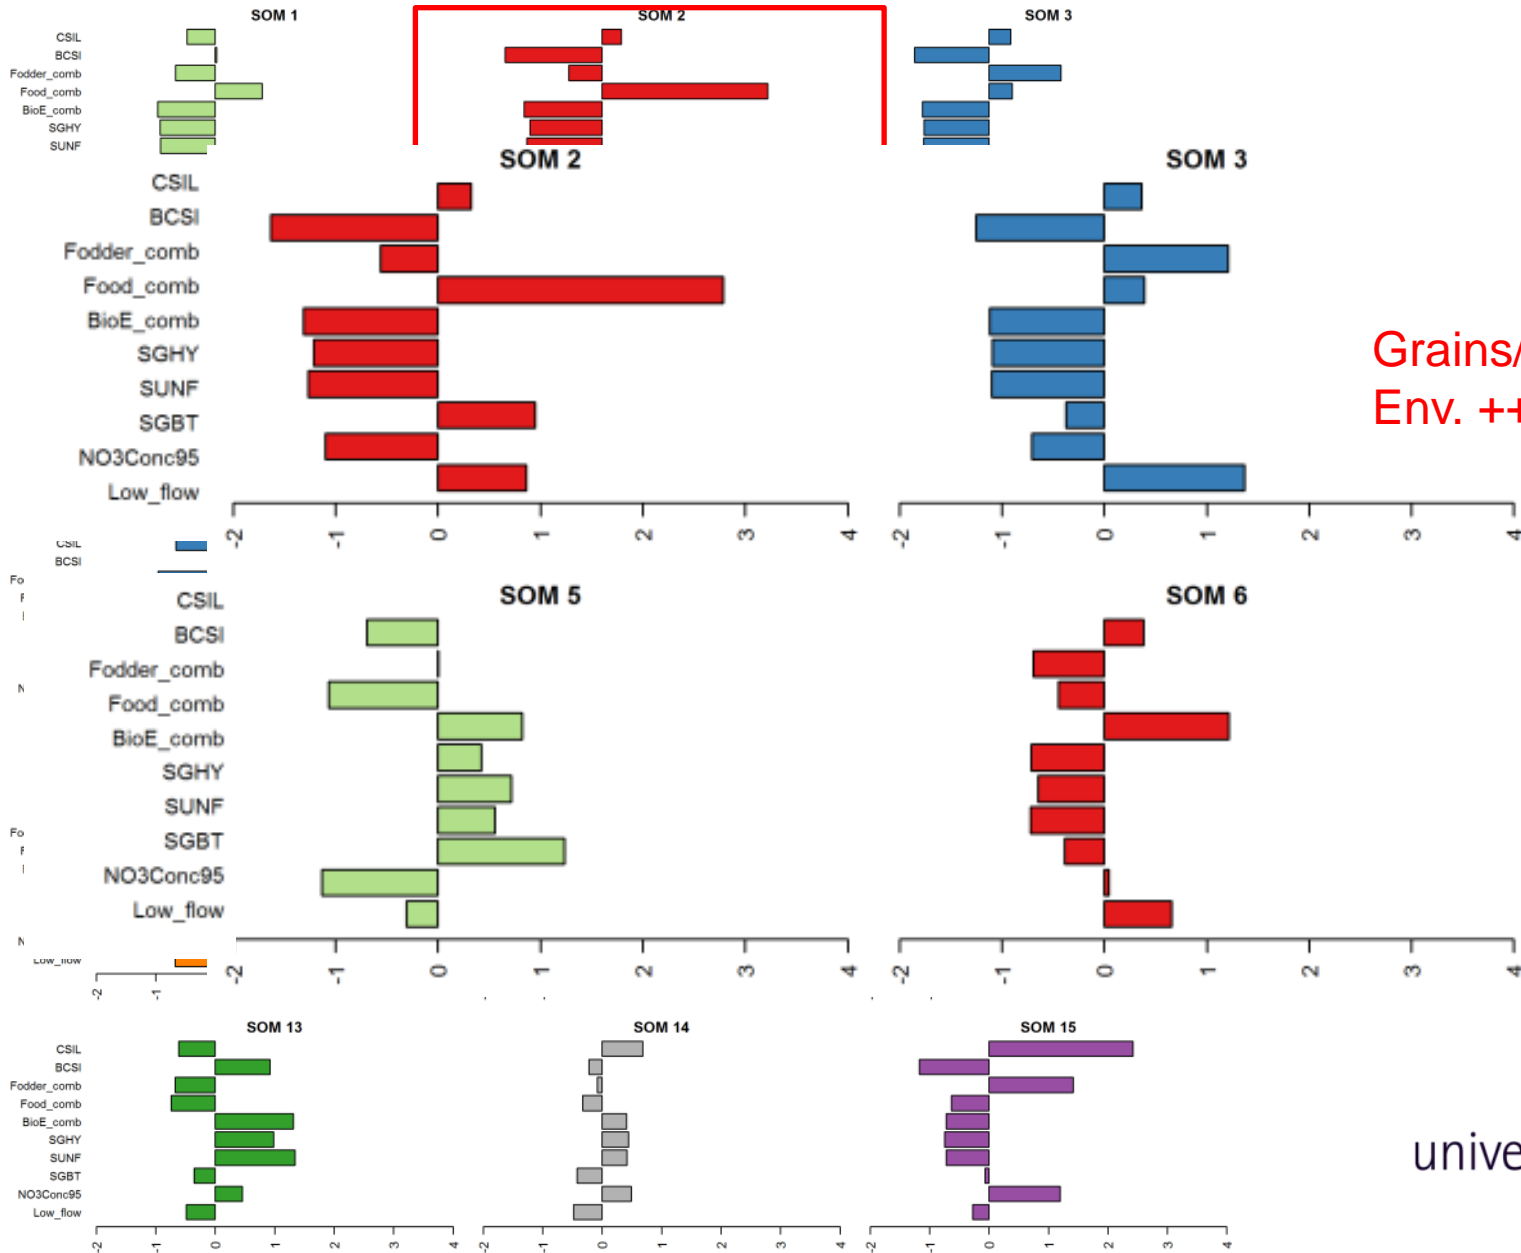 SOM 1
SOM 2
SOM 3
CSIL
BCSI
Fodder_comb
Food_comb
BioE_comb
SGHY
SUNF
SOM 2
SOM 3
CSIL
BCSI
Fodder_comb
Food_comb
BioE_comb
SGHY
SUNF
SGBT
NO3Conc95
Low_flow
-2 -1 0 1 2 3 4
-2 -1 0 1 2 3 4
Grains/
Env. ++
CSIL
BCSI
Fo
Fo
N
SOM 5
SOM 6
CSIL
BCSI
Fodder_comb
Food_comb
BioE_comb
SGHY
SUNF
SGBT
NO3Conc95
Low_flow
-2 -1 0 1 2 3 4
-2 -1 0 1 2 3 4
N
Low_flow
-2 -1
SOM 13
SOM 14
SOM 15
CSIL
BCSI
Fodder_comb
Food_comb
BioE_comb
SGHY
SUNF
SGBT
NO3Conc95
Low_flow
-2 -1 0 1 2 3 4
-2 -1 0 1 2 3 4
-2 -1 0 1 2 3 4
unive